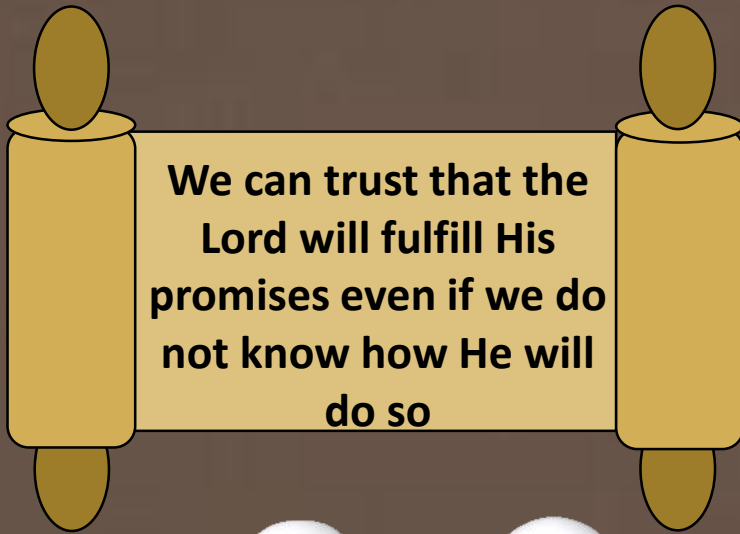 We can trust that the
Lord will fulfill His
promises even if we do
not know how He will
do so